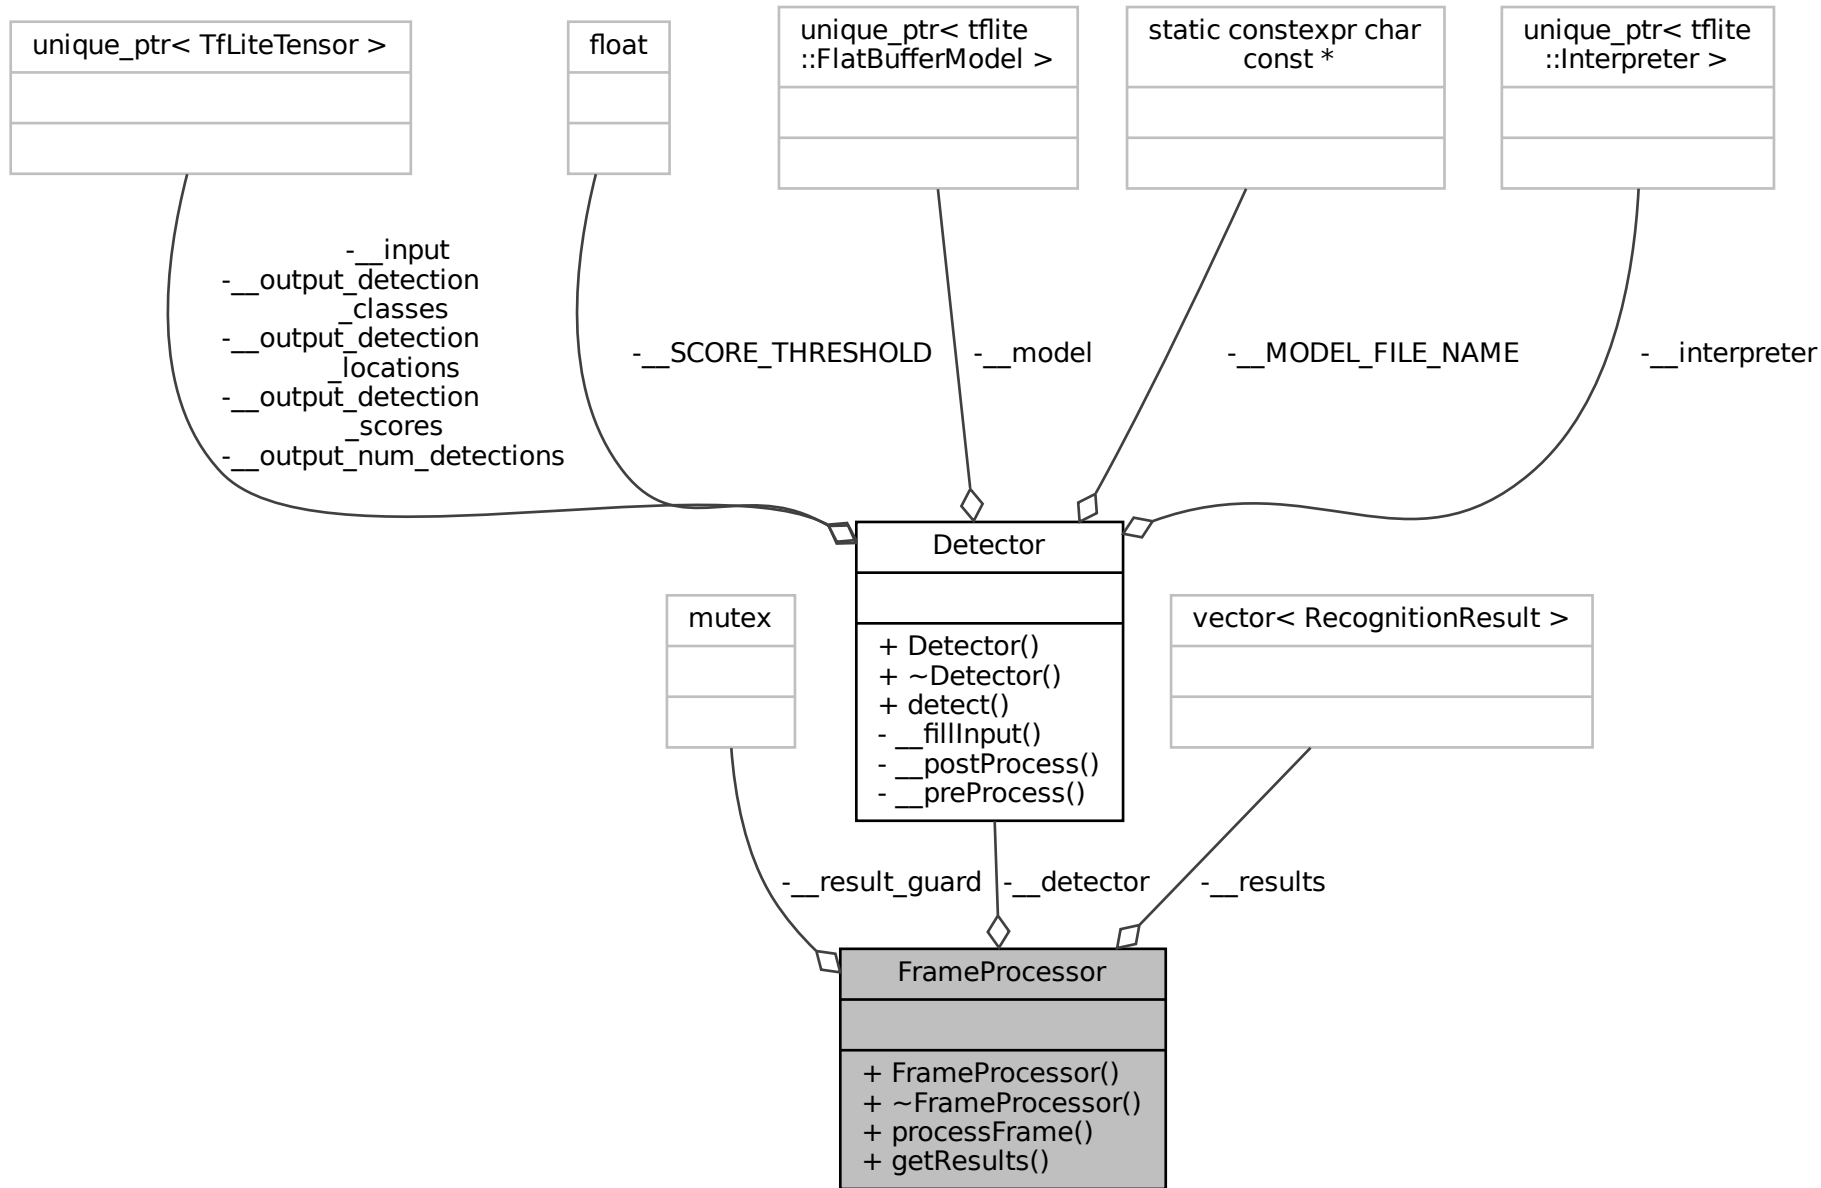 unique_ptr< TfLiteTensor >
float
unique_ptr< tflite
::FlatBufferModel >
static constexpr char
const *
unique_ptr< tflite
::Interpreter >
-__input
-__output_detection
_classes
-__output_detection
_locations
-__output_detection
_scores
-__output_num_detections
-__SCORE_THRESHOLD
-__model
-__MODEL_FILE_NAME
-__interpreter
Detector
+ Detector()
+ ~Detector()
+ detect()
- __fillInput()
- __postProcess()
- __preProcess()
mutex
vector< RecognitionResult >
-__result_guard
-__detector
-__results
FrameProcessor
+ FrameProcessor()
+ ~FrameProcessor()
+ processFrame()
+ getResults()